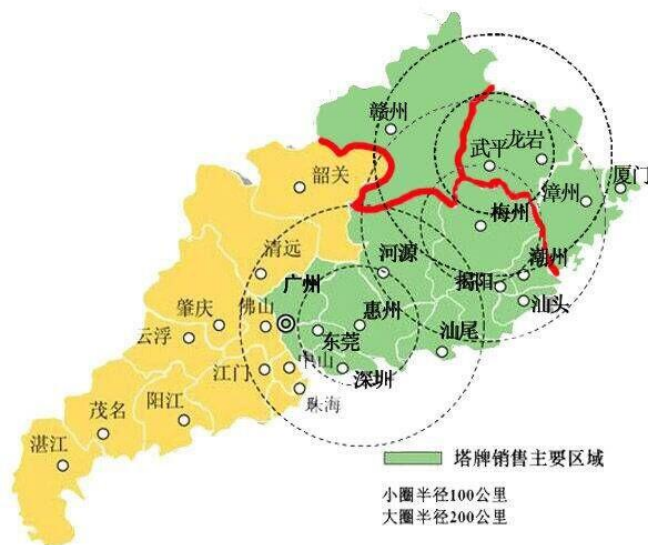 赣州
龙岩
武平
厦门
韶关
漳州
梅州
清远
河源
潮州
广州
揭阳
肇庆
佛山
惠州
汕头
云浮
东莞
汕尾
江门
中山
深圳
珠海
茂名
阳江
湛江
塔牌销售主要区域
小圈半径100公里
大圈半径200公里